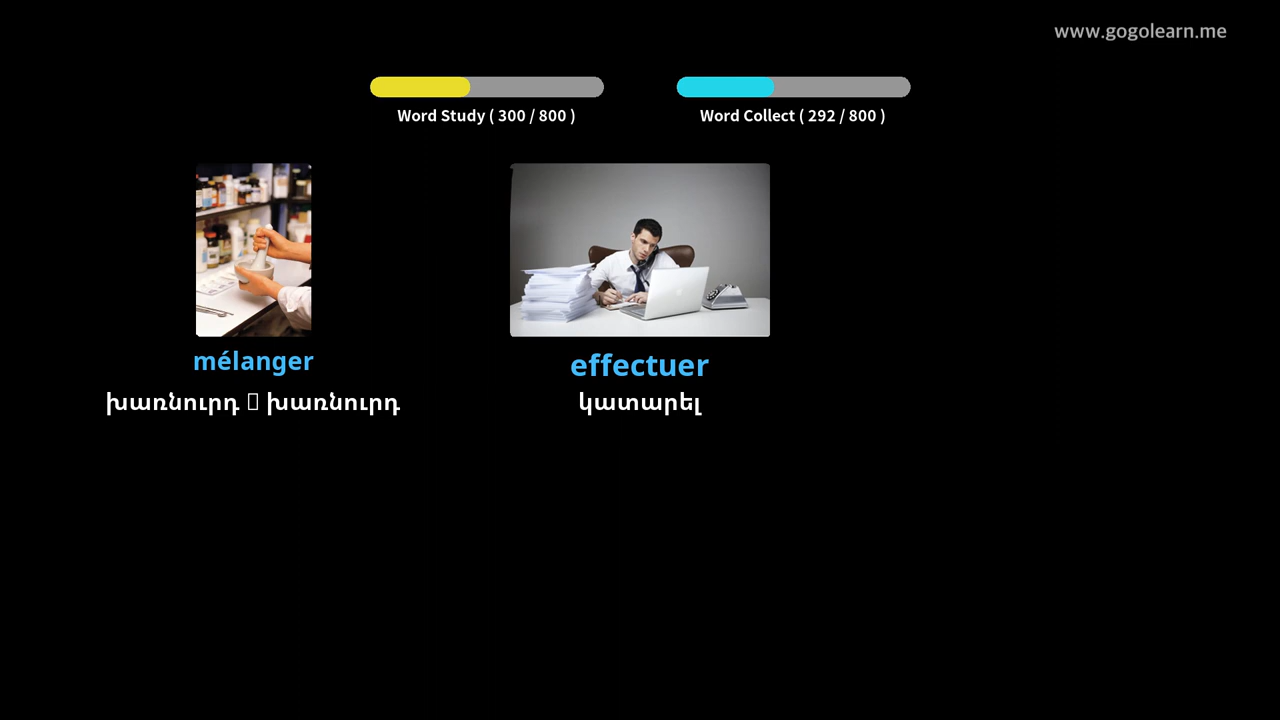 www.gogolearn.me
Word Study ( 300 / 800 )
Word Collect ( 292 / 800 )
mélanger
effectuer
խառնուրդ ▯ խառնուրդ
կատարել